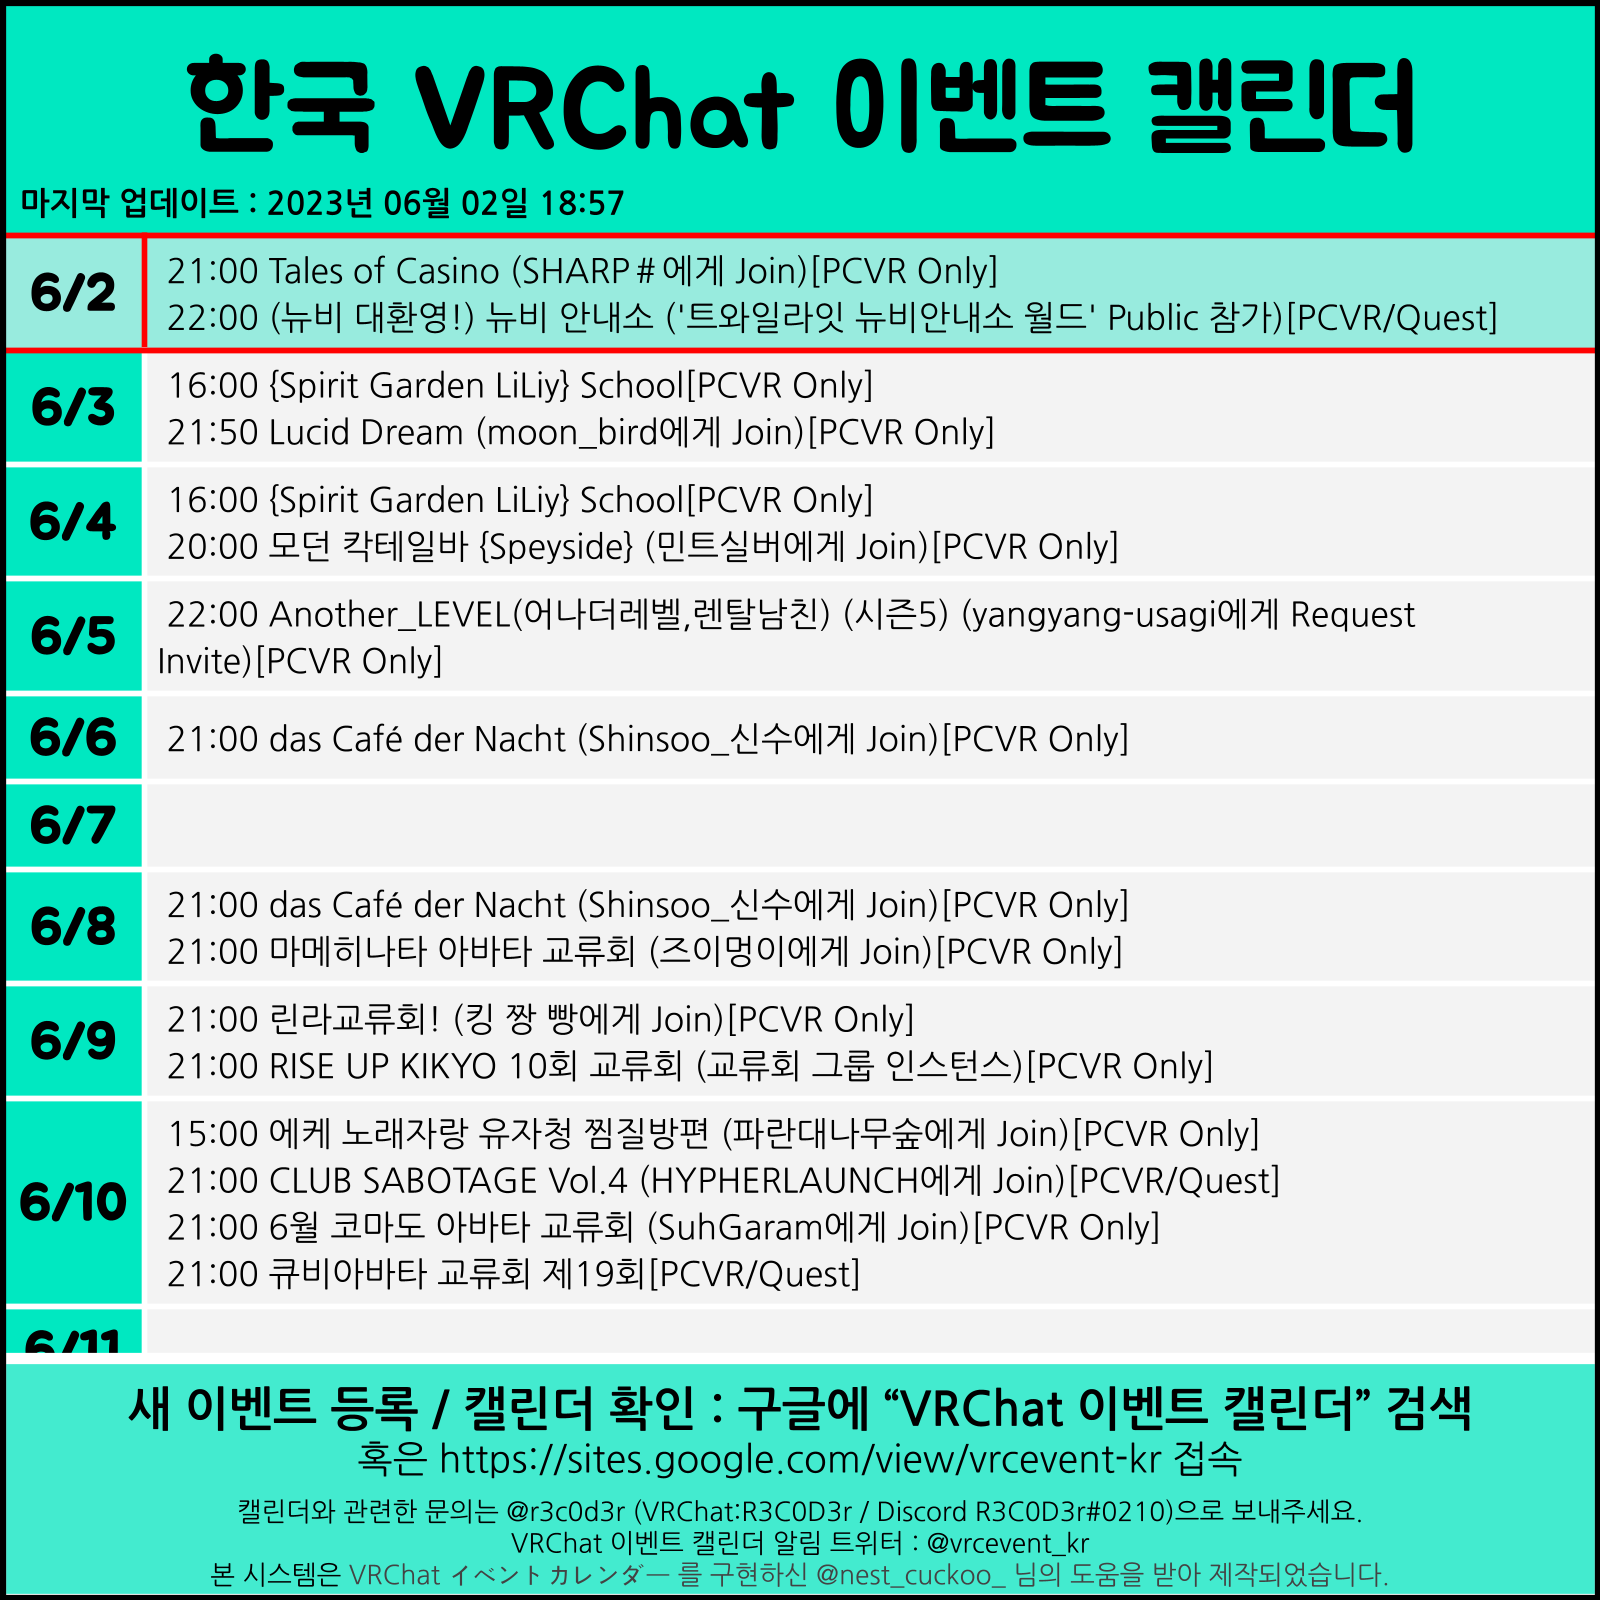 한국 VRChat 이벤트 캘린더
마지막 업데이트 : 2023년 06월 02일 18:57
6/2
21:00 Tales of Casino (SHARP#에게 Join)[PCVR Only]
22:00 (뉴비 대환영!) 뉴비 안내소 ('트와일라잇 뉴비안내소 월드' Public 참가)[PCVR/Quest]
6/3
16:00 {Spirit Garden LiLiy} School[PCVR Only]
21:50 Lucid Dream (moon_bird에게 Join)[PCVR Only]
6/4
16:00 {Spirit Garden LiLiy} School[PCVR Only]
20:00 모던 칵테일바 {Speyside} (민트실버에게 Join)[PCVR Only]
6/5
22:00 Another_LEVEL(어나더레벨,렌탈남친) (시즌5) (yangyang-usagi에게 Request
Invite)[PCVR Only]
6/6
21:00 das Café der Nacht (Shinsoo_신수에게 Join)[PCVR Only]
6/7
6/8
21:00 das Café der Nacht (Shinsoo_신수에게 Join)[PCVR Only]
21:00 마메히나타 아바타 교류회 (즈이멍이에게 Join)[PCVR Only]
6/9
21:00 린라교류회! (킹 짱 빵에게 Join)[PCVR Only]
21:00 RISE UP KIKYO 10회 교류회 (교류회 그룹 인스턴스)[PCVR Only]
6/10
15:00 에케 노래자랑 유자청 찜질방편 (파란대나무숲에게 Join)[PCVR Only]
21:00 CLUB SABOTAGE Vol.4 (HYPHERLAUNCH에게 Join)[PCVR/Quest]
21:00 6월 코마도 아바타 교류회 (SuhGaram에게 Join)[PCVR Only]
21:00 큐비아바타 교류회 제19회[PCVR/Quest]
6/11
새 이벤트 등록 / 캘린더 확인 : 구글에 “VRChat 이벤트 캘린더” 검색
혹은 https://sites.google.com/view/vrcevent-kr 접속
캘린더와 관련한 문의는 @r3c0d3r (VRChat:R3C0D3r / Discord R3C0D3r#0210)으로 보내주세요.
VRChat 이벤트 캘린더 알림 트위터 : @vrcevent_kr
본 시스템은 VRChat イベントカレンダー 를 구현하신 @nest_cuckoo_ 님의 도움을 받아 제작되었습니다.